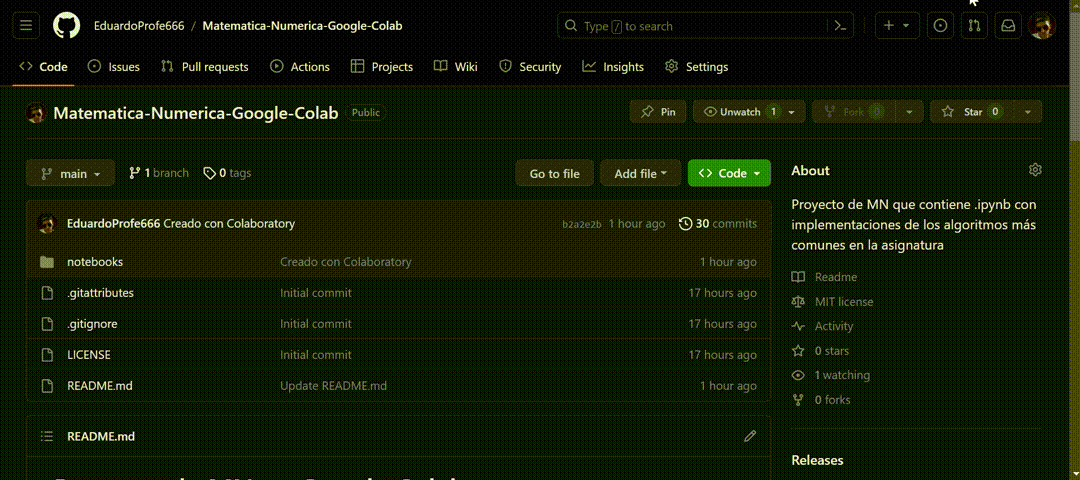 EduardoProfe666 / Matematica-Numerica-Google-Colab
Type / to search
Code Issues Pull requests Actions Projects Wiki Security Insights Settings
Matematica-Numerica-Google-Colab Public
Pin Unwatch 1 Fork 0 Star 0
main 1 branch 0 tags Go to file Add file Code
EduardoProfe666 Creado con Colaboratory b2a2e2b 1 hour ago 30 commits
notebooks Creado con Colaboratory 1 hour ago
.gitattributes Initial commit 17 hours ago
.gitignore Initial commit 17 hours ago
LICENSE Initial commit 17 hours ago
README.md Update README.md 1 hour ago
README.md
About
Proyecto de MN que contiene .ipynb con
implementaciones de los algoritmos más
comunes en la asignatura
Readme
MIT license
Activity
0 stars
1 watching
0 forks
Releases